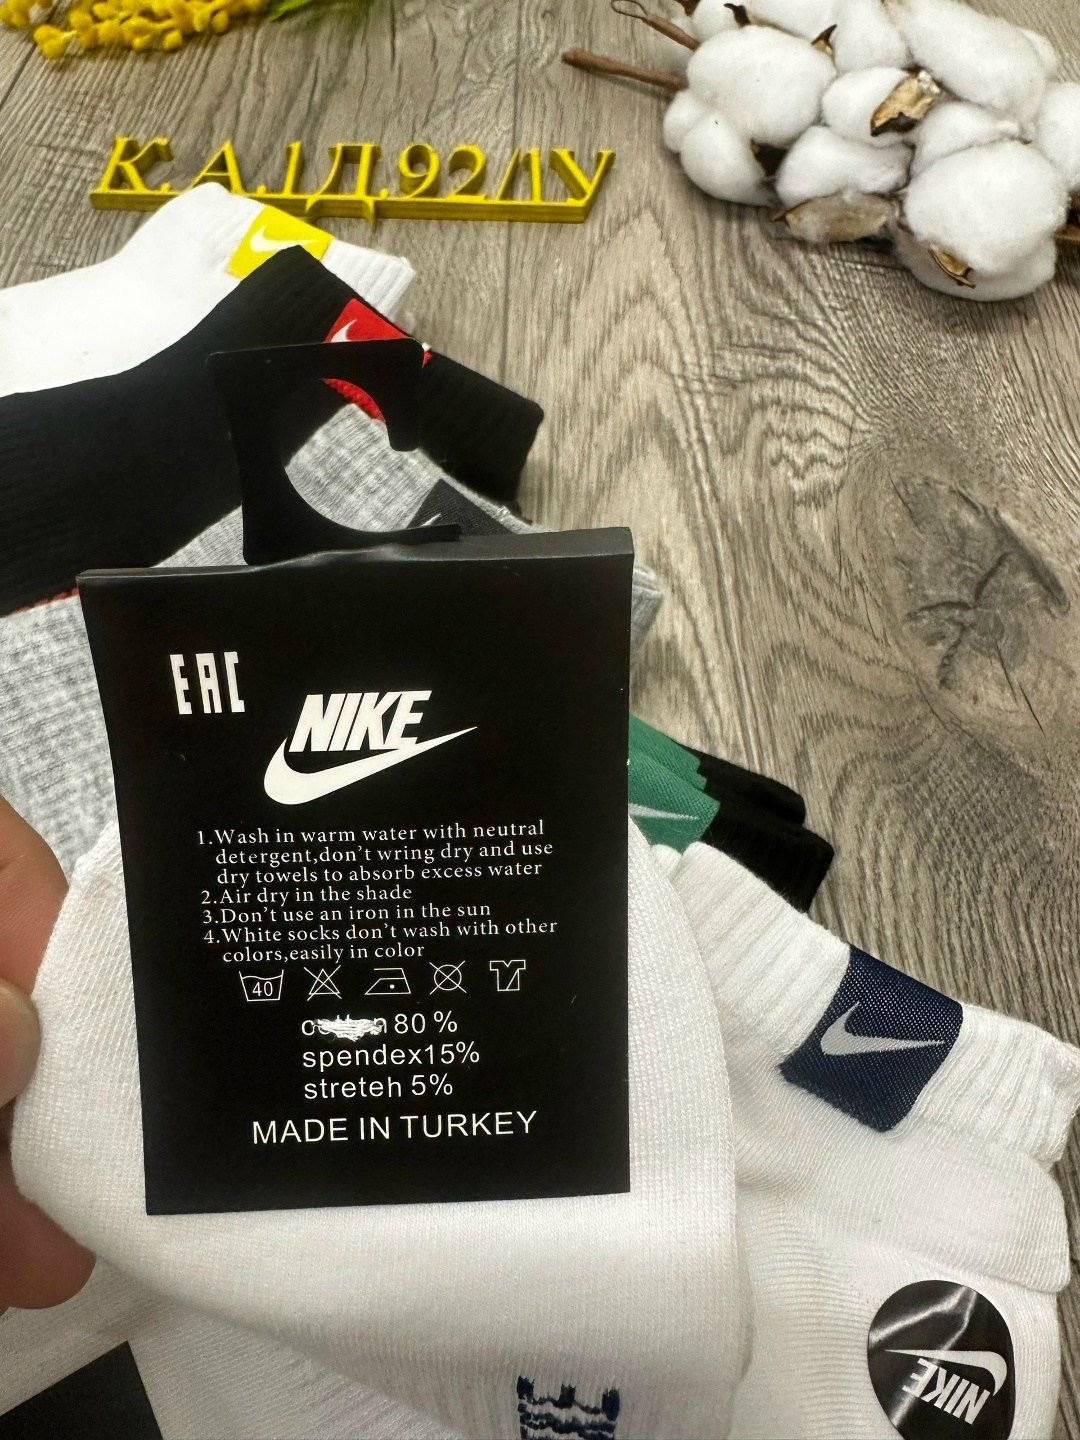 К.А.1Д.92/1У
EAC
NIKE
1.Wash in warm water with neutral
detergent,don't wring dry and use
dry towels to absorb excess water
2.Air dry in the shade
3.Don't use an iron in the sun
4.White socks don't wash with other
colors,easily in color
40
80 %
spendex15%
streteh 5%
MADE IN TURKEY
NIKE